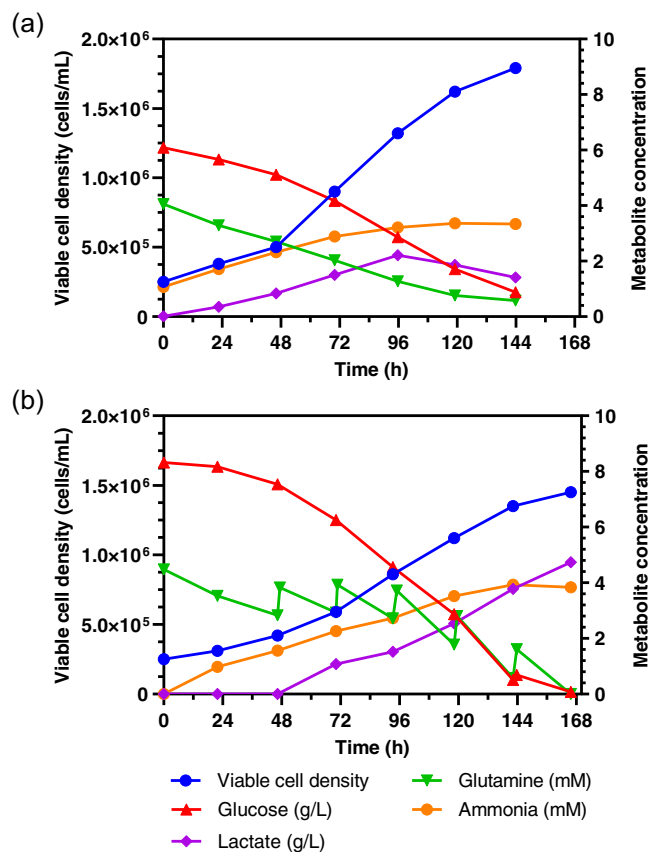 (a)
Viable cell density (cells/mL)
2.0×10⁶
1.5×10⁶
1.0×10⁶
5.0×10⁵
0
10
8
6
4
2
0
Metabolite concentration
0 24 48 72 96 120 144 168
Time (h)
(b)
Viable cell density (cells/mL)
2.0×10⁶
1.5×10⁶
1.0×10⁶
5.0×10⁵
0
10
8
6
4
2
0
Metabolite concentration
0 24 48 72 96 120 144 168
Time (h)
Viable cell density
Glutamine (mM)
Glucose (g/L)
Ammonia (mM)
Lactate (g/L)